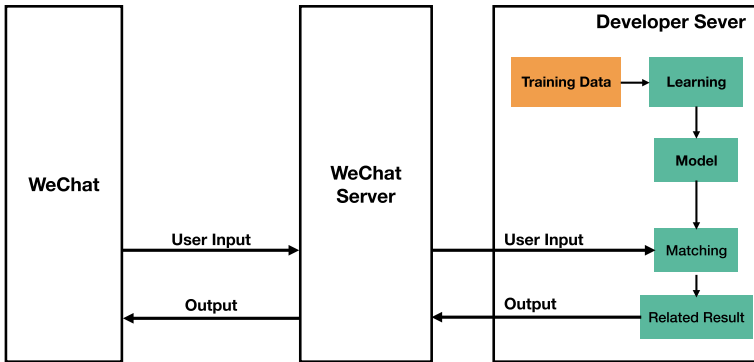 Developer Sever
Training Data
Learning
Model
WeChat
WeChat
Server
User Input
User Input
Matching
Output
Output
Related Result